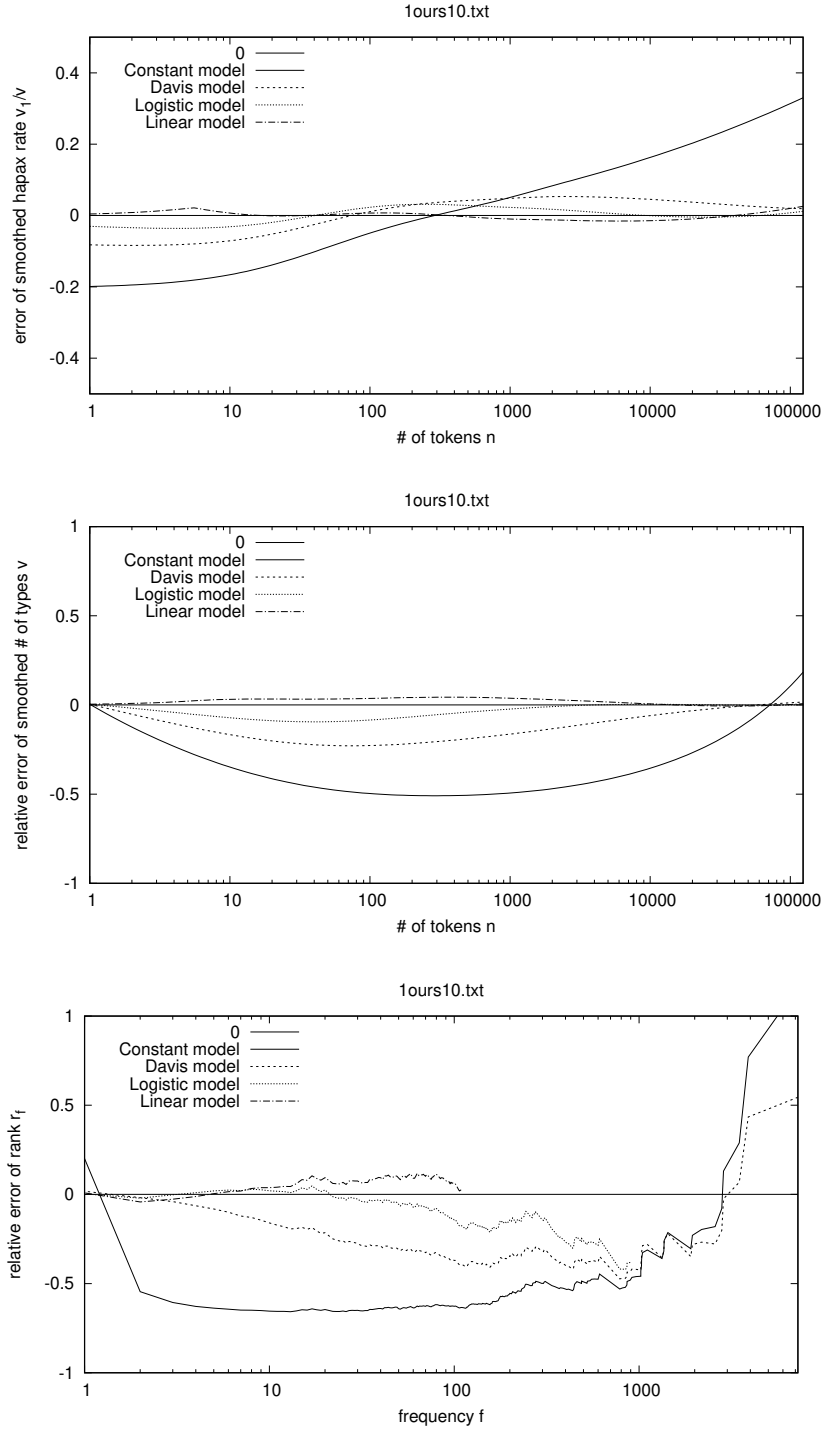 1ours10.txt
0.4
0.2
0
-0.2
-0.4
error of smoothed hapax rate v1/v
0
Constant model
Davis model
Logistic model
Linear model
1 10 100 1000 10000 100000
# of tokens n
1ours10.txt
1
0.5
0
-0.5
-1
relative error of smoothed # of types v
0
Constant model
Davis model
Logistic model
Linear model
1 10 100 1000 10000 100000
# of tokens n
1ours10.txt
1
0.5
0
-0.5
-1
relative error of rank rf
0
Constant model
Davis model
Logistic model
Linear model
1 10 100 1000
frequency f